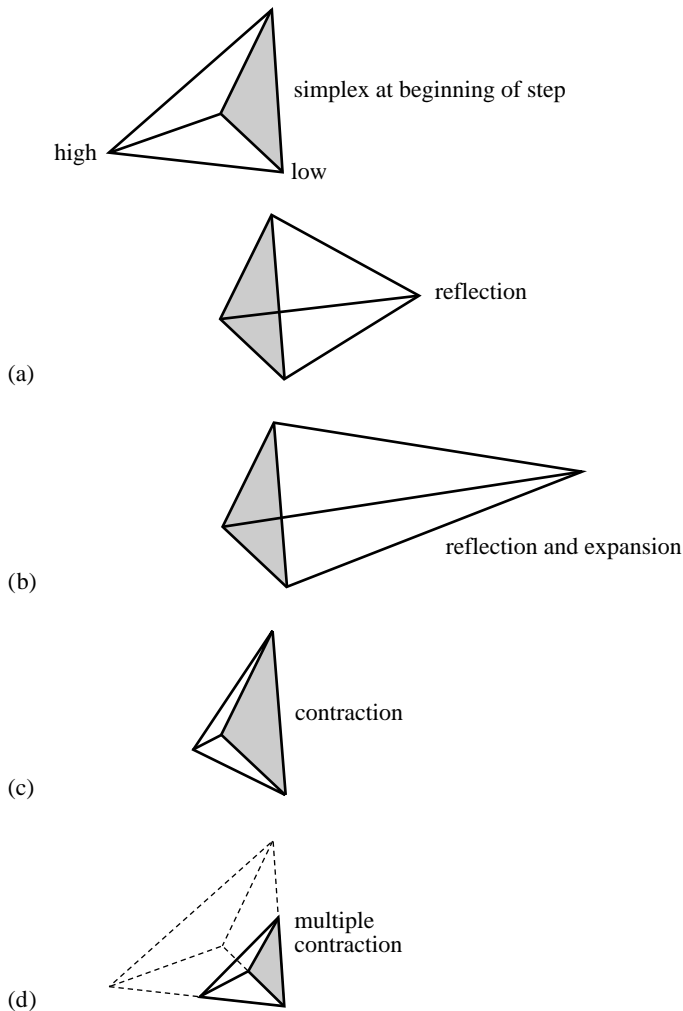 simplex at beginning of step
high
low
reflection
(a)
reflection and expansion
(b)
contraction
(c)
multiple
contraction
(d)